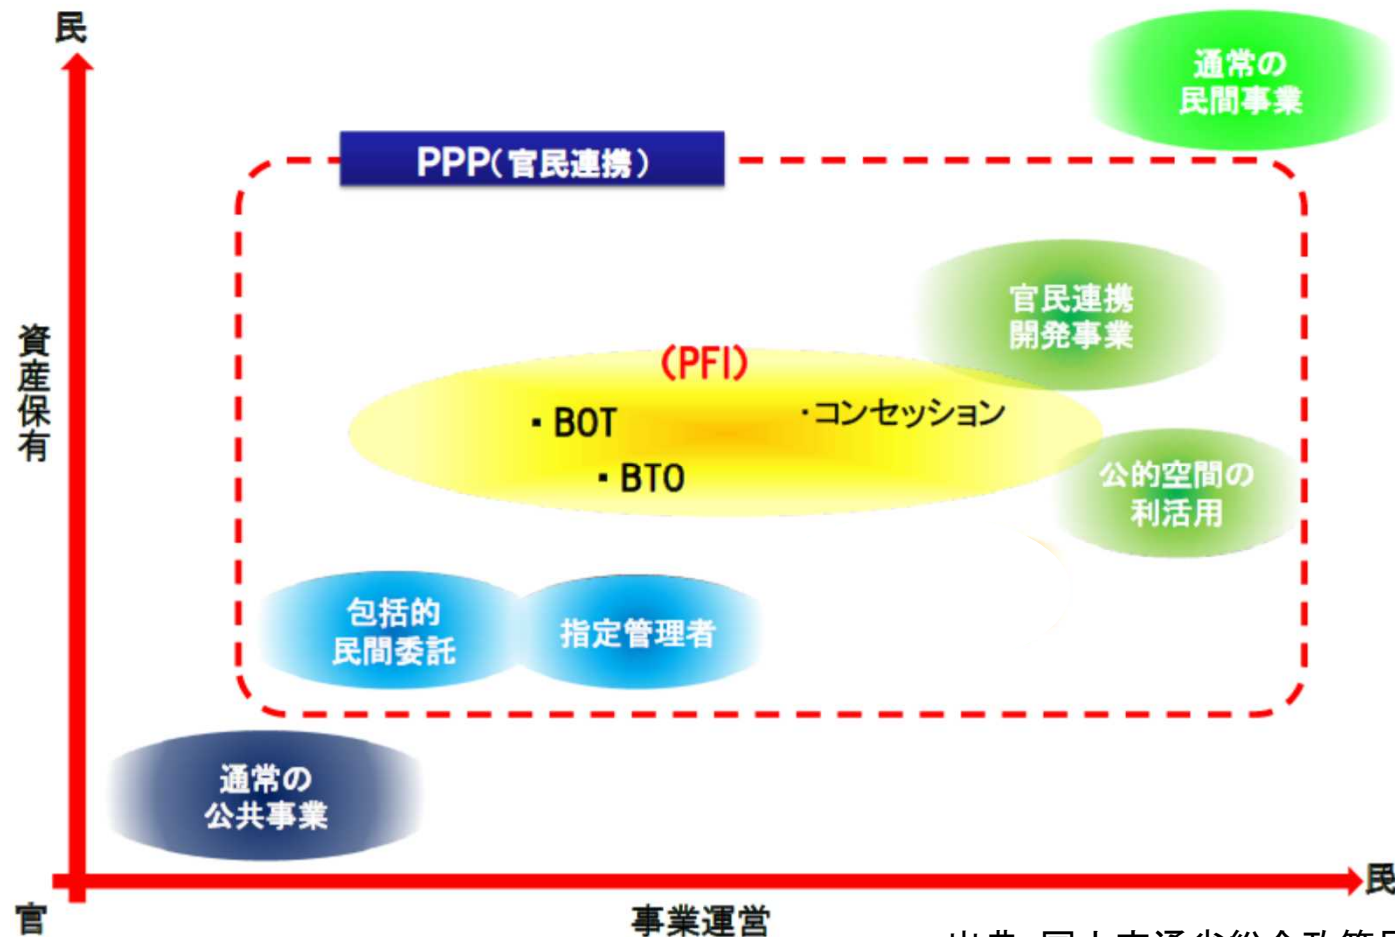 民
通常の
民間事業
PPP(官民連携)
官民連携
開発事業
資産保有
(PFI)
・BOT
・コンセッション
・BTO
公的空間の
利活用
包括的
民間委託
指定管理者
通常の
公共事業
民
官
事業運営